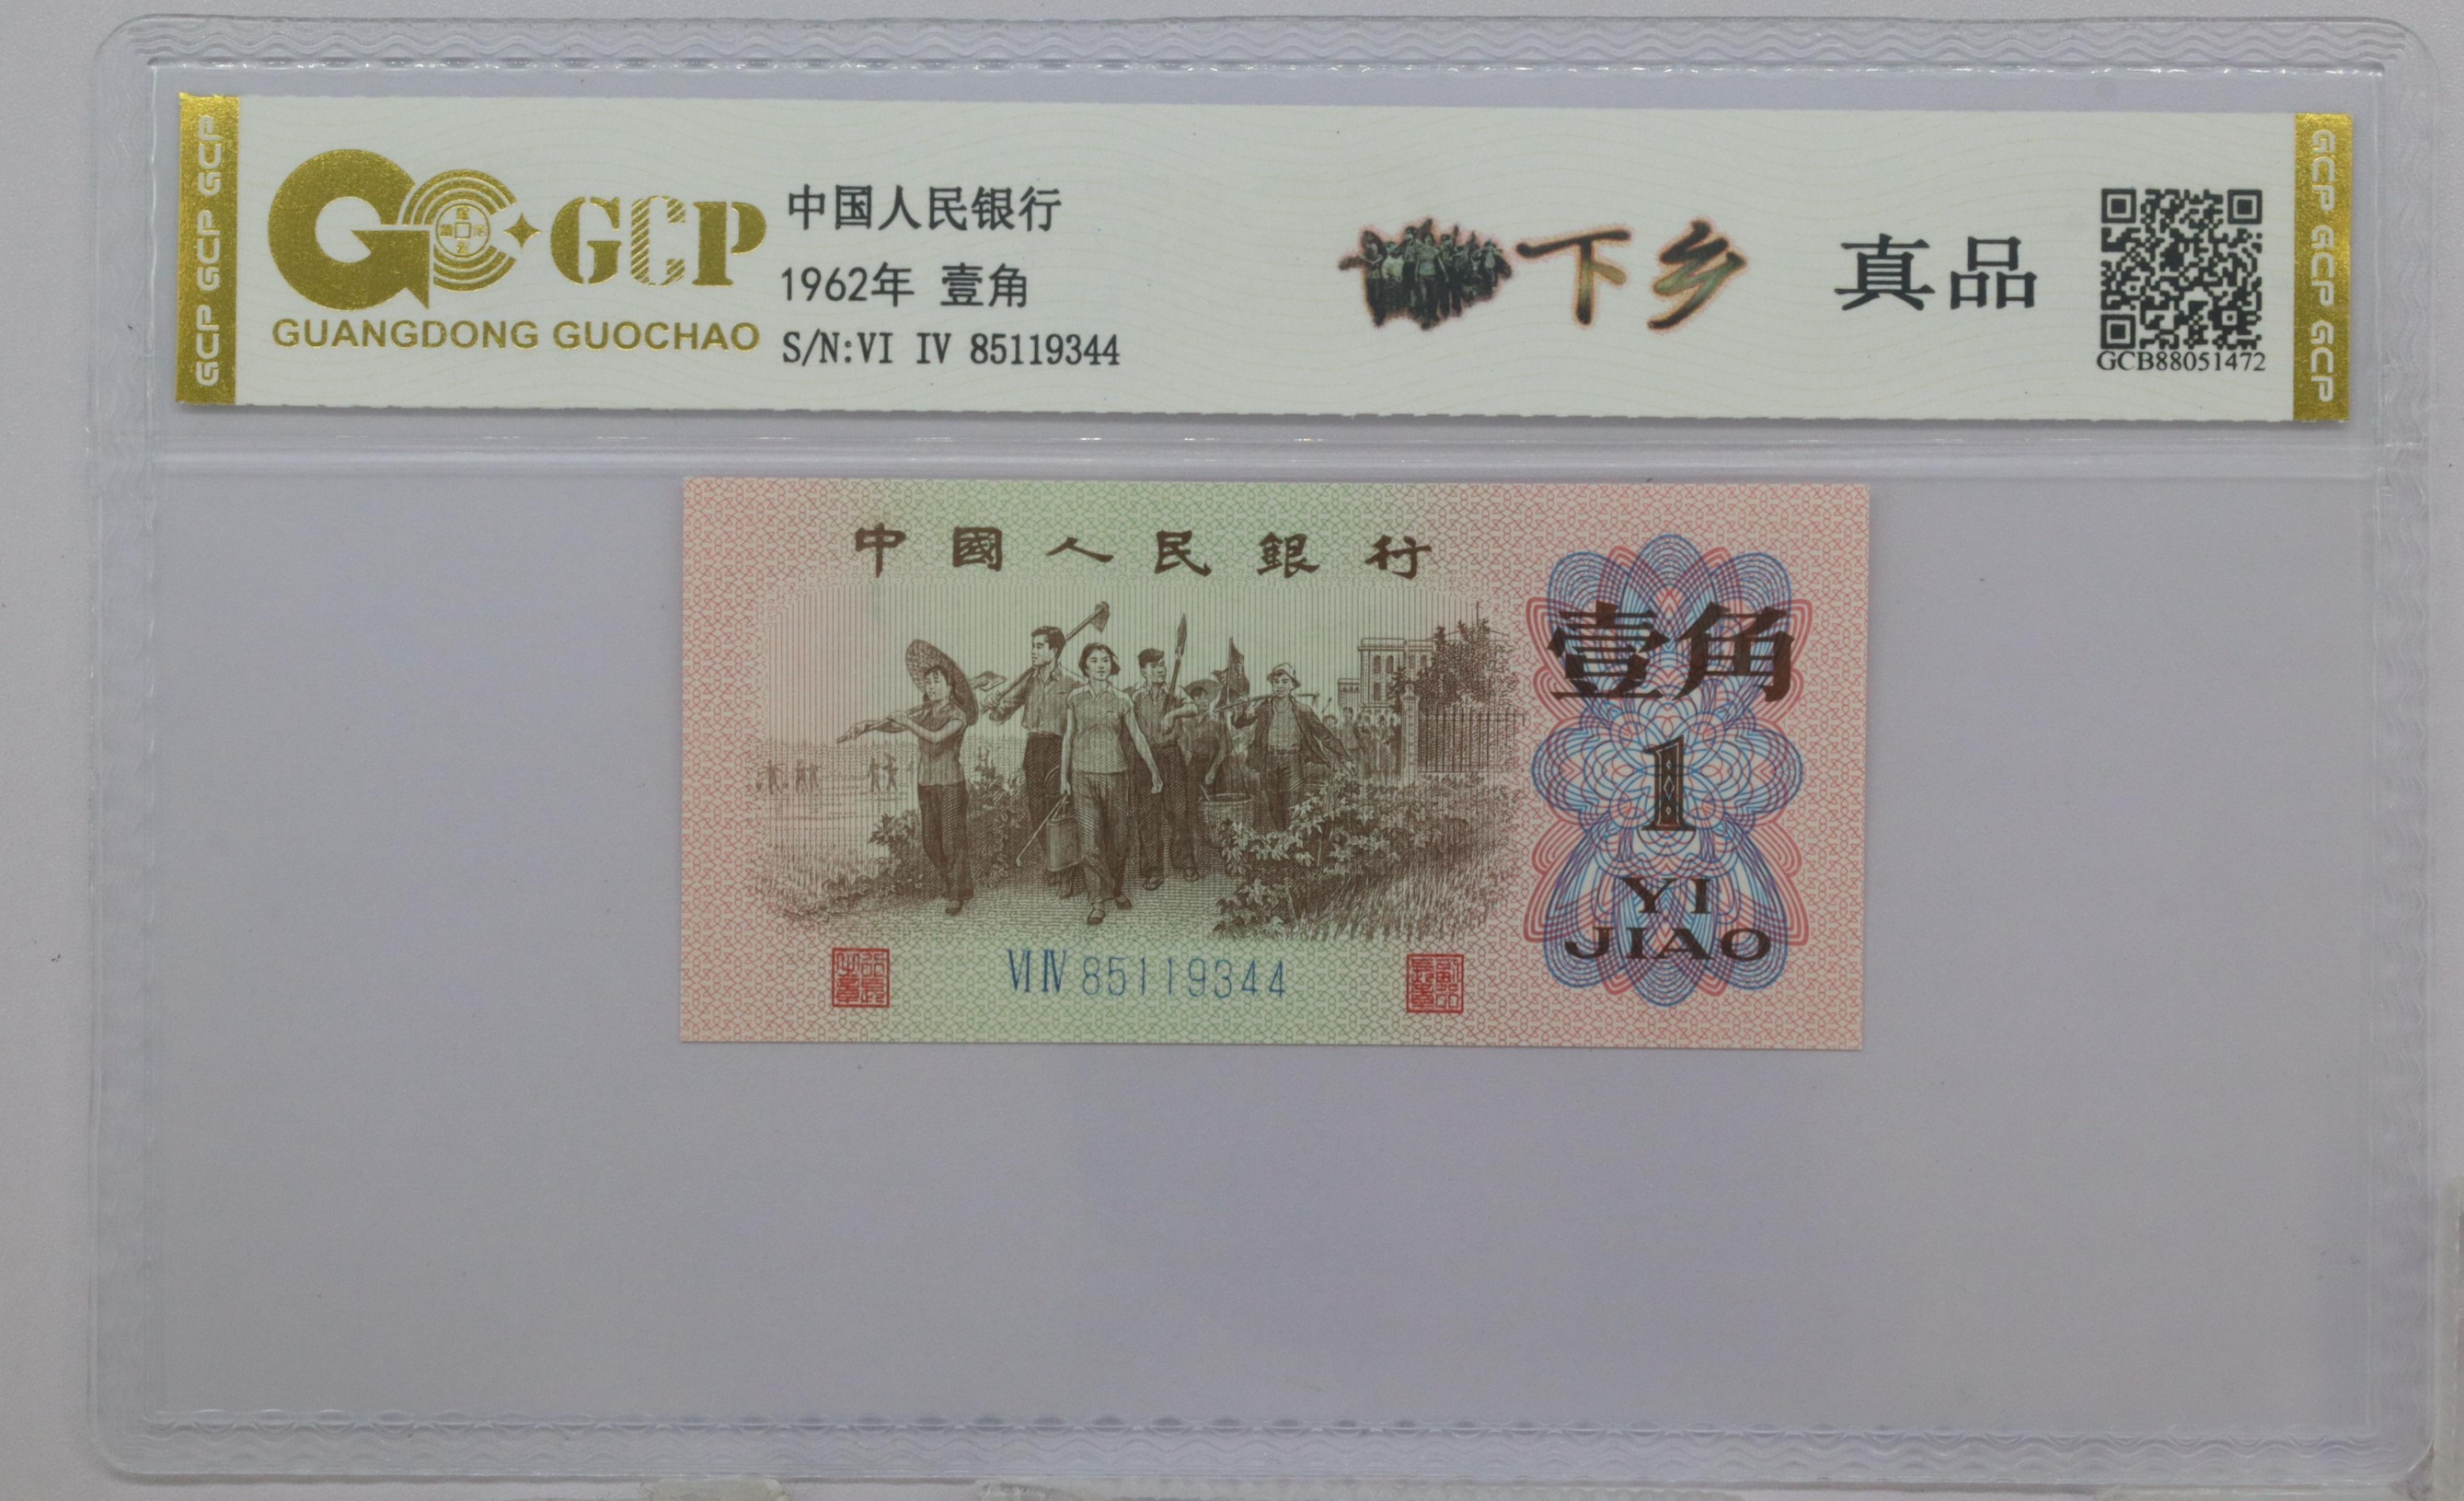 GCP GCP GCP
GCP
GUANGDONG GUOCHAO
中国人民银行
1962年 壹角
S/N:VI IV 85119344
下乡
真品
GCB88051472
GCP GCP GCP
中國人民銀行
壹角
1
YI
JIAO
VI IV 85119344